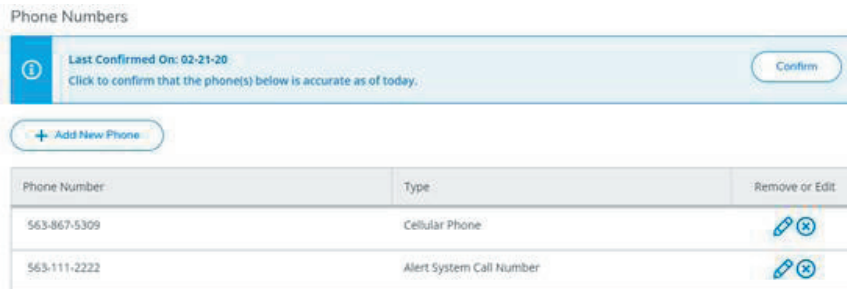 Phone Numbers
Last Confirmed On: 02-21-20
Click to confirm that the phone(s) below is accurate as of today.
Confirm
+ Add New Phone
Phone Number Type Remove or Edit
563-867-5309 Cellular Phone
563-111-2222 Alert System Call Number